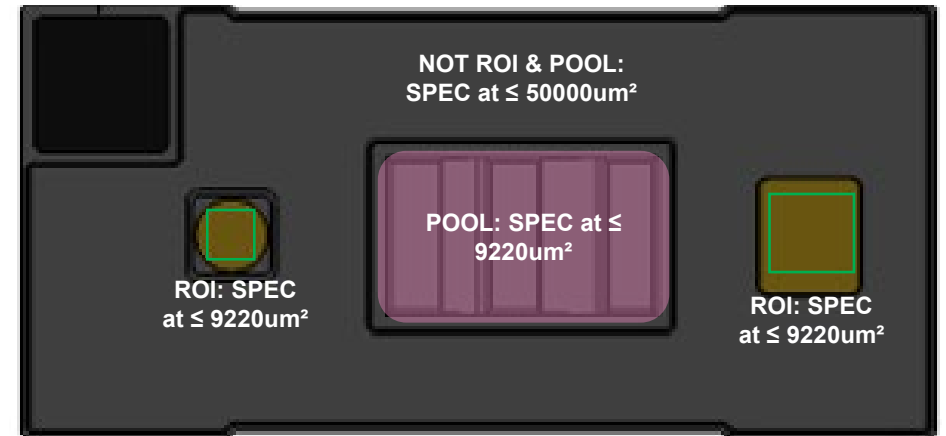 NOT ROI & POOL:
SPEC at ≤ 50000um²
POOL: SPEC at ≤
9220um²
ROI: SPEC
at ≤ 9220um²
ROI: SPEC
at ≤ 9220um²